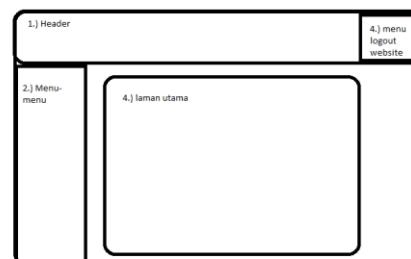 1.) Header
4.) menu
logout
website
2.) Menu-
menu
4.) laman utama